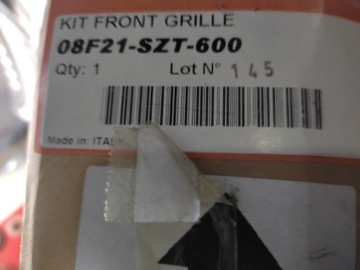 KIT FRONT GRILLE
08F21-SZT-600
Qty: 1 Lot N° 145
Made in: ITALY